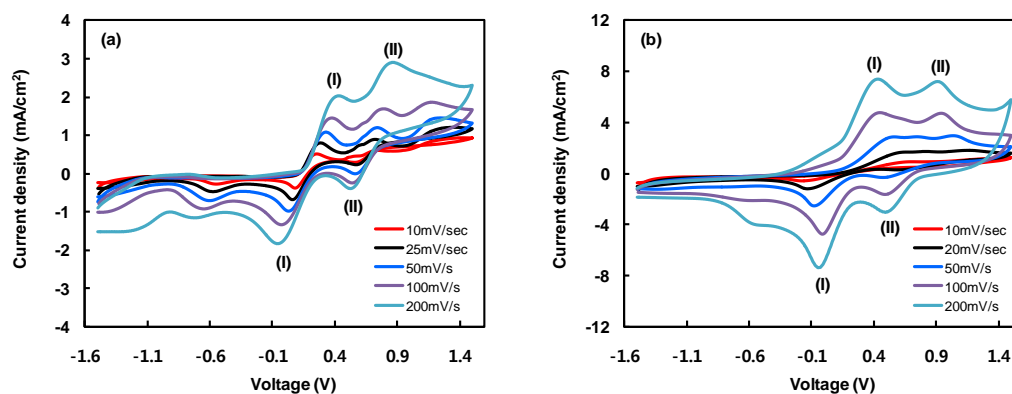 (a)
(I)
(II)
(I)
(II)
4
3
2
1
0
-1
-2
-3
-4
Current density (mA/cm²)
-1.6
-1.1
-0.6
-0.1
0.4
0.9
1.4
Voltage (V)
10mV/sec
25mV/sec
50mV/s
100mV/s
200mV/s
(b)
(I)
(II)
(I)
(II)
12
8
4
0
-4
-8
-12
Current density (mA/cm²)
-1.6
-1.1
-0.6
-0.1
0.4
0.9
1.4
Voltage (V)
10mV/sec
20mV/sec
50mV/s
100mV/s
200mV/s